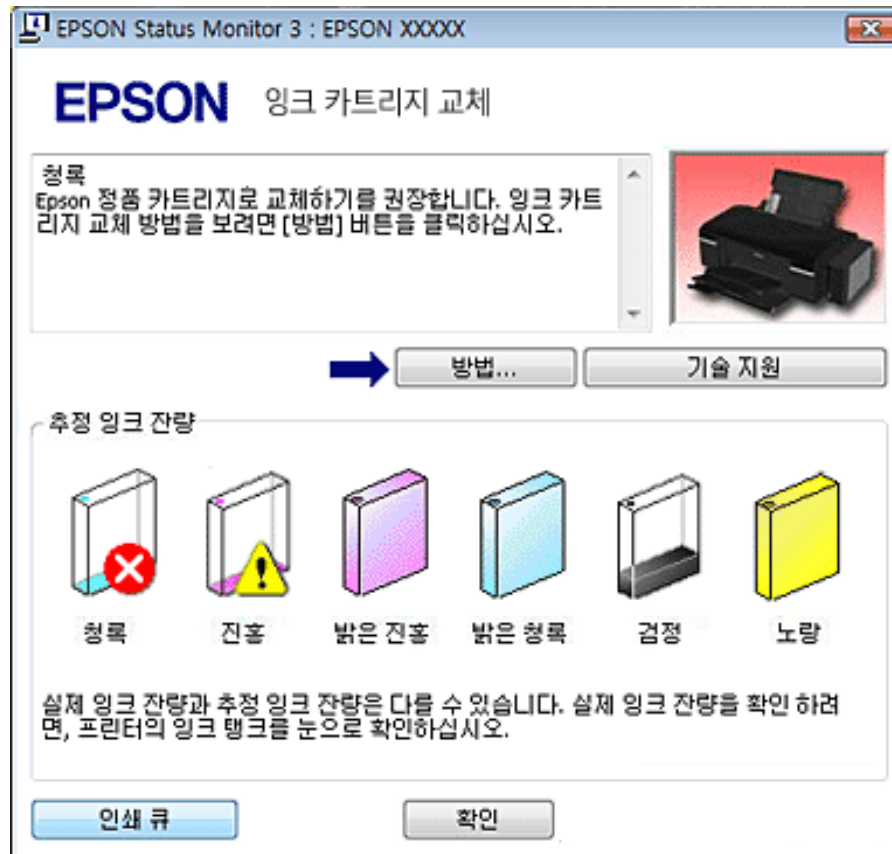 EPSON Status Monitor 3 : EPSON XXXXX
EPSON 잉크 카트리지 교체
청록
Epson 정품 카트리지로 교체하기를 권장합니다. 잉크 카트
리지 교체 방법을 보려면 [방법] 버튼을 클릭하십시오.
방법... 기술 지원
추정 잉크 잔량
청록 진홍 밝은 진홍 밝은 청록 검정 노랑
실제 잉크 잔량과 추정 잉크 잔량은 다를 수 있습니다. 실제 잉크 잔량을 확인 하려
면, 프린터의 잉크 탱크를 눈으로 확인하십시오.
인쇄 큐 확인